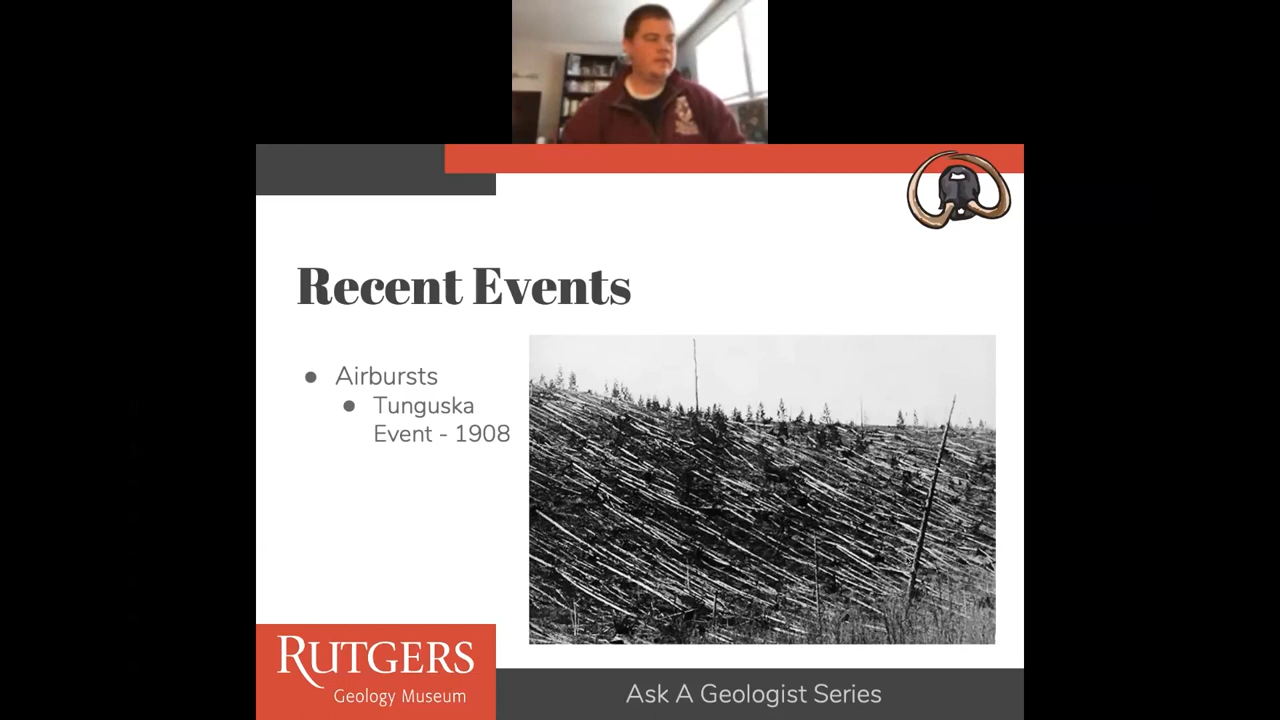 Recent Events
● Airbursts
● Tunguska
Event - 1908
RUTGERS
Geology Museum
Ask A Geologist Series